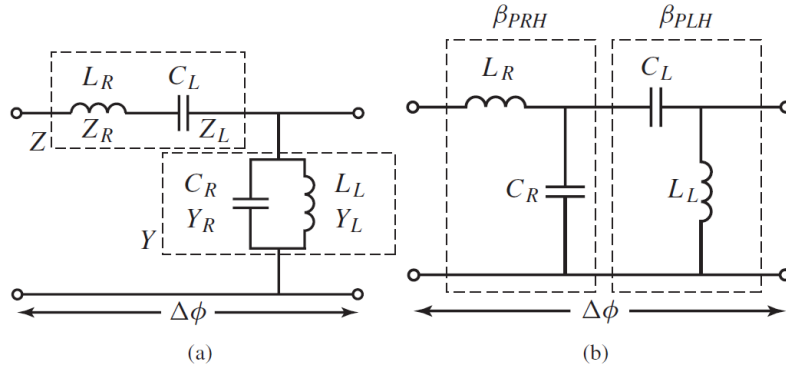 β_PRH β_PLH
L_R C_L
Z Z_R Z_L
C_R L_L
Y Y_R Y_L
Δϕ
(a)
L_R C_L
C_R L_L
Δϕ
(b)